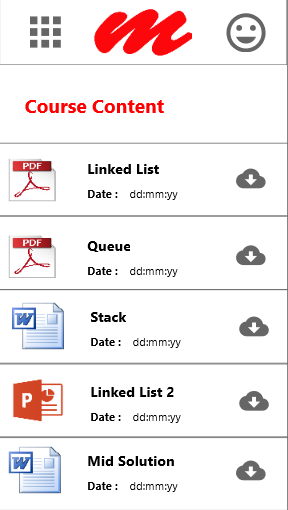 m
Course Content
PDF
Linked List
Date : dd:mm:yy
PDF
Queue
Date : dd:mm:yy
W
Stack
Date : dd:mm:yy
P
Linked List 2
Date : dd:mm:yy
W
Mid Solution
Date : dd:mm:yy